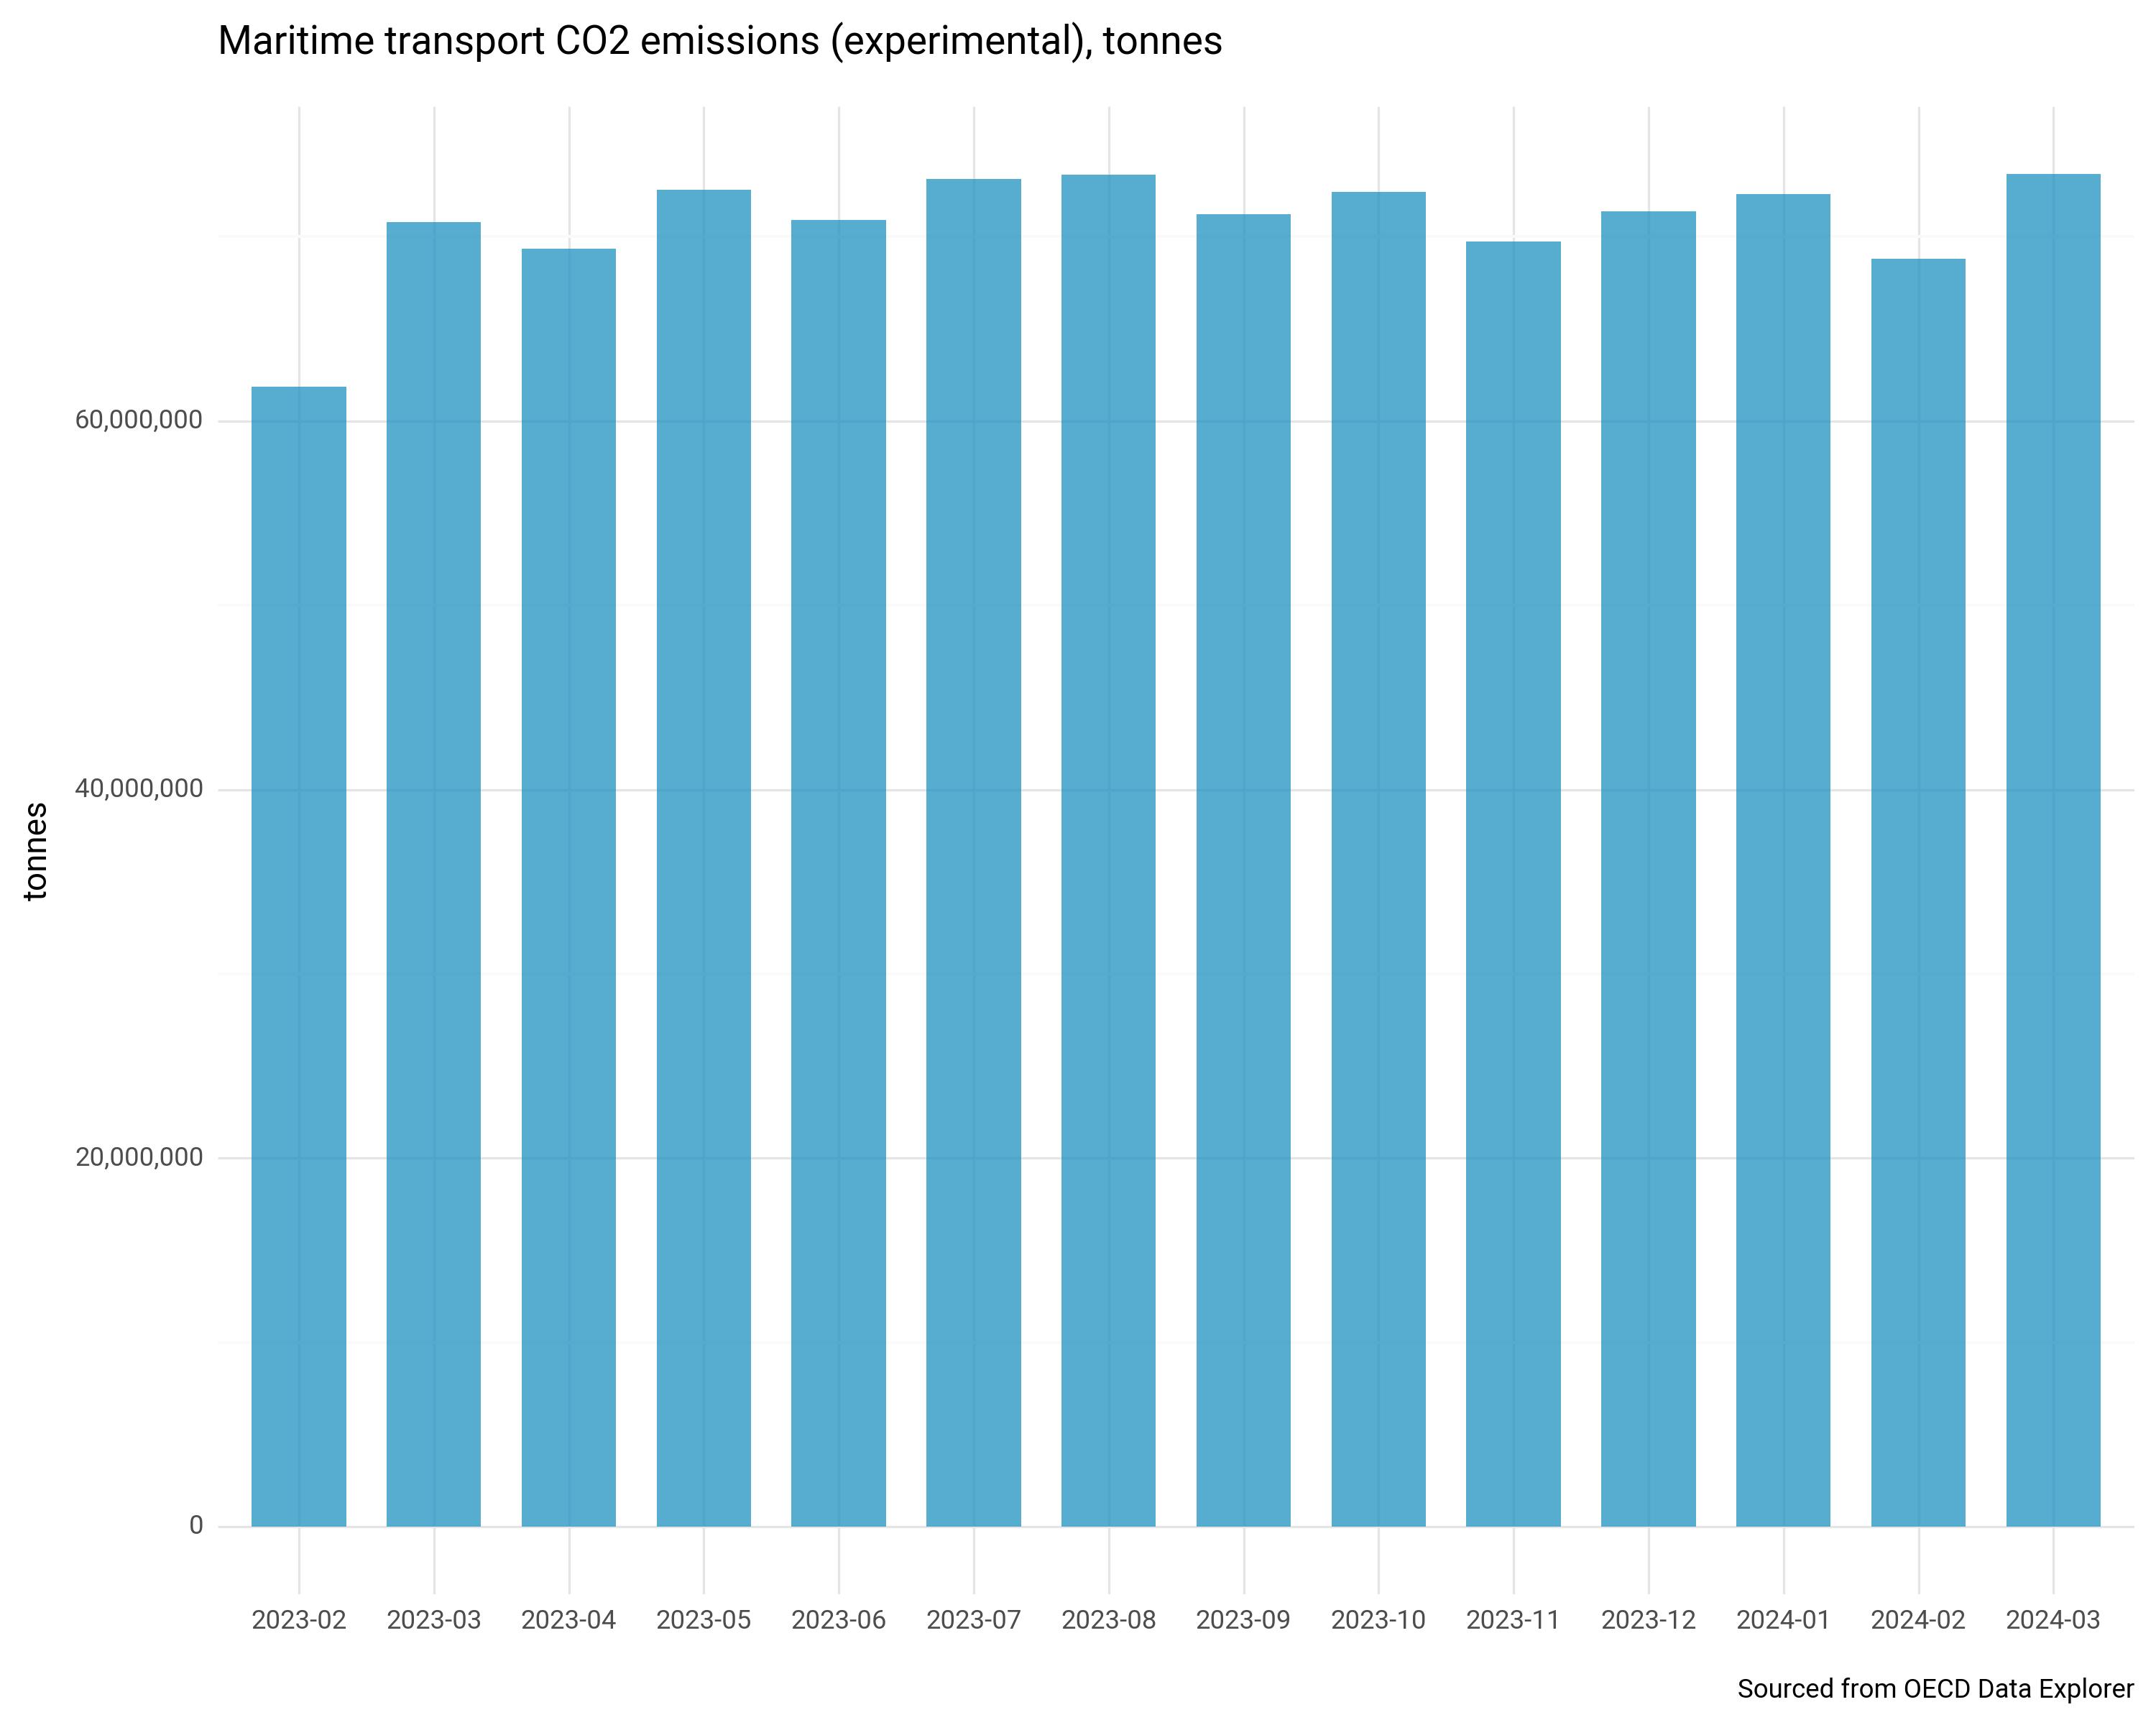 Maritime transport CO2 emissions (experimental), tonnes
tonnes
60,000,000
40,000,000
20,000,000
0
2023-02 2023-03 2023-04 2023-05 2023-06 2023-07 2023-08 2023-09 2023-10 2023-11 2023-12 2024-01 2024-02 2024-03
Sourced from OECD Data Explorer